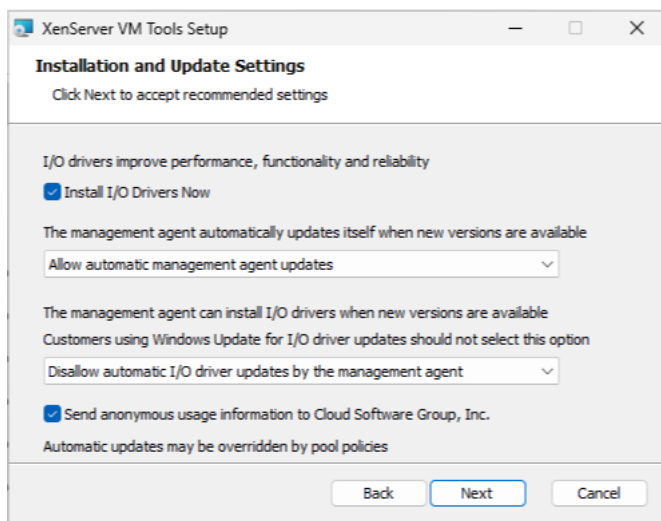 XenServer VM Tools Setup
Installation and Update Settings
Click Next to accept recommended settings
I/O drivers improve performance, functionality and reliability
Install I/O Drivers Now
The management agent automatically updates itself when new versions are available
Allow automatic management agent updates
The management agent can install I/O drivers when new versions are available
Customers using Windows Update for I/O driver updates should not select this option
Disallow automatic I/O driver updates by the management agent
Send anonymous usage information to Cloud Software Group, Inc.
Automatic updates may be overridden by pool policies
Back Next Cancel